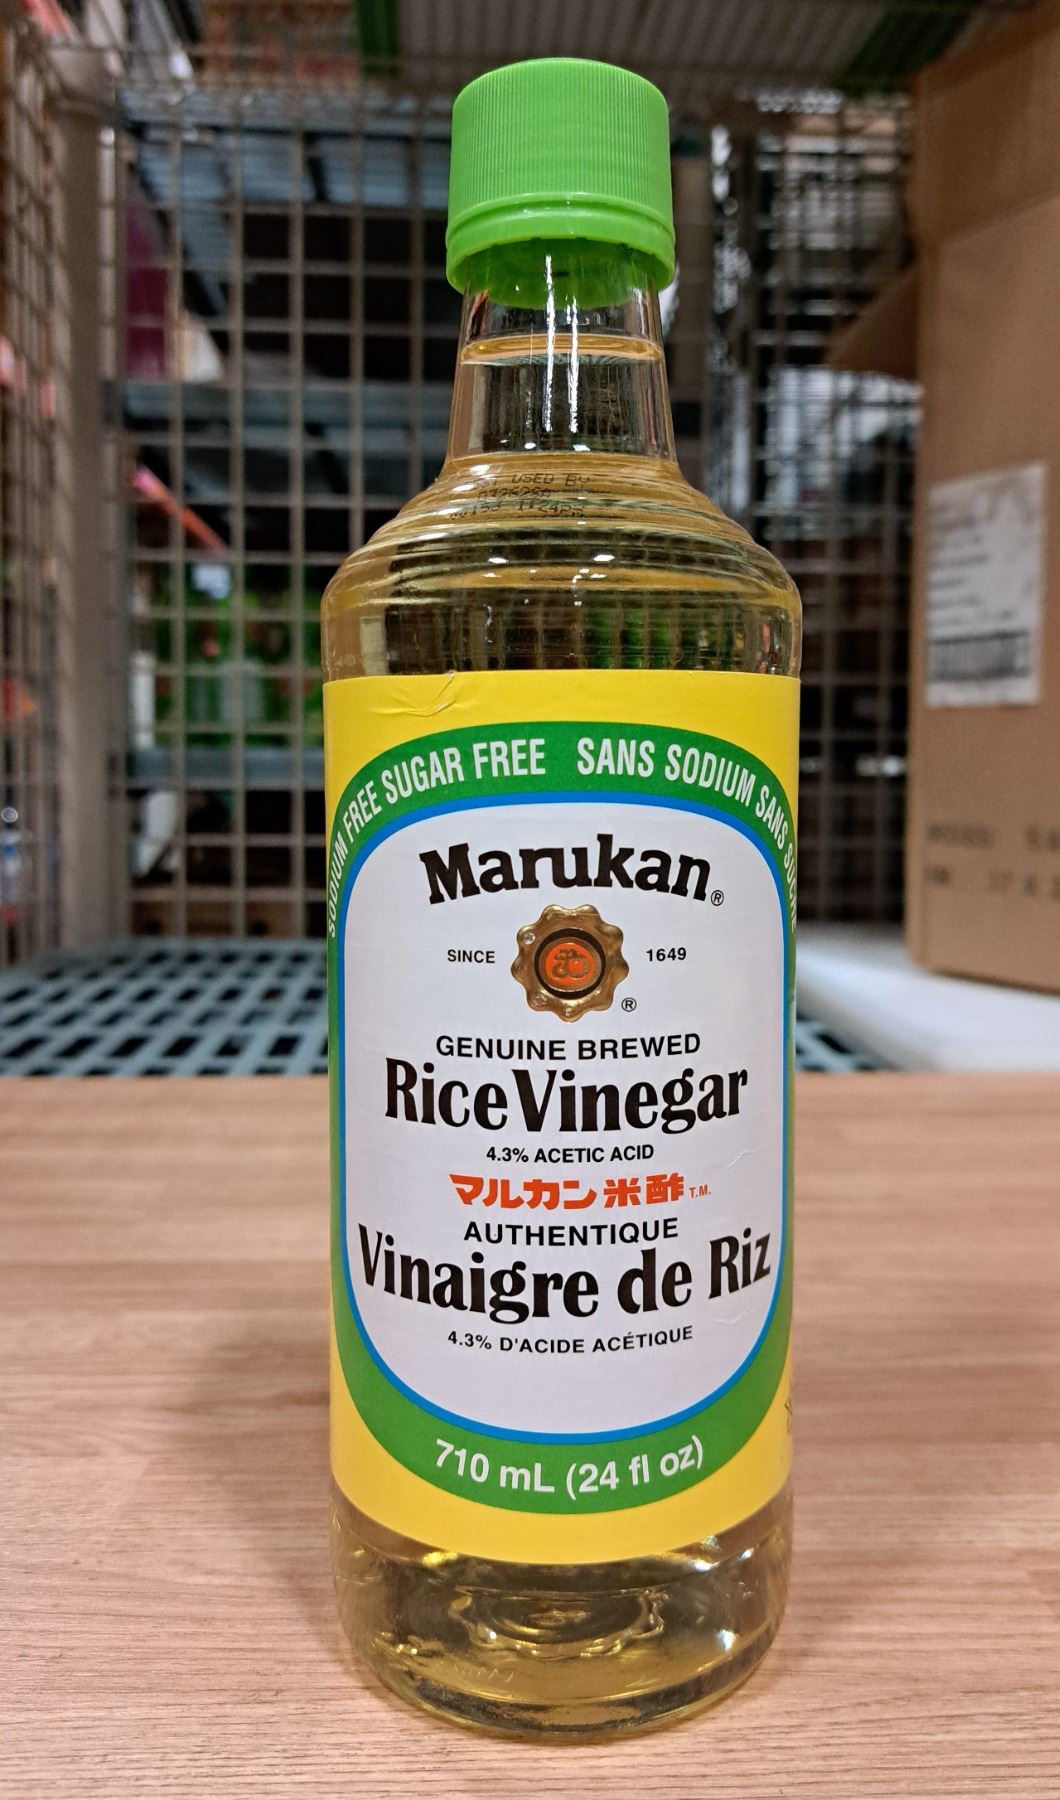 USED BY
SODIUM FREE SUGAR FREE SANS SODIUM SANS SUCRE
Marukan®
SINCE 1649
®
GENUINE BREWED
Rice Vinegar
4.3% ACETIC ACID
マルカン 米酢 T.M.
AUTHENTIQUE
Vinaigre de Riz
4.3% D'ACIDE ACÉTIQUE
710 mL (24 fl oz)